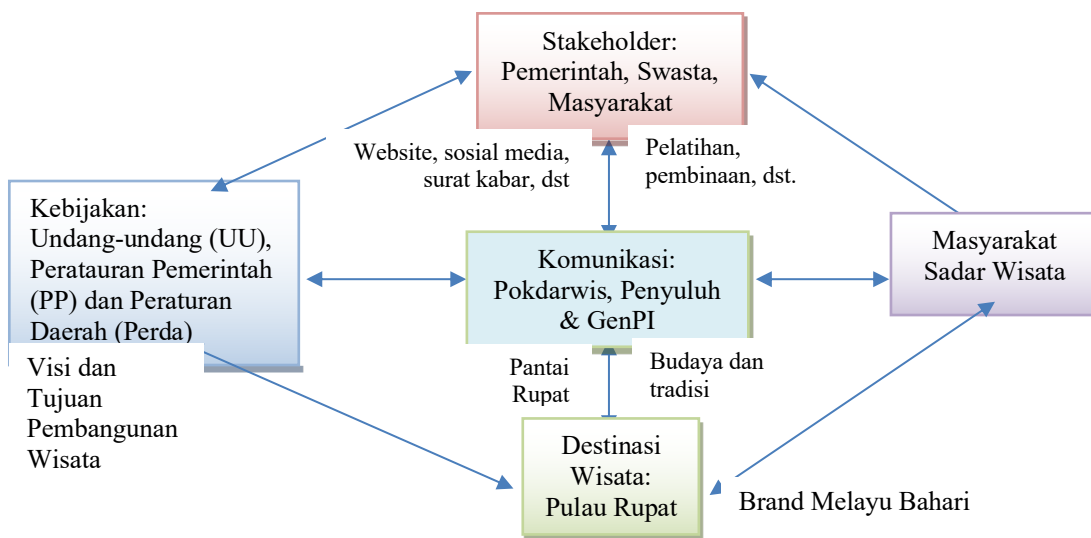 Stakeholder:
Pemerintah, Swasta,
Masyarakat
Website, sosial media,
surat kabar, dst
Pelatihan,
pembinaan, dst.
Kebijakan:
Undang-undang (UU),
Peratauran Pemerintah
(PP) dan Peraturan
Daerah (Perda)
Komunikasi:
Pokdarwis, Penyuluh
& GenPI
Masyarakat
Sadar Wisata
Visi dan
Tujuan
Pembangunan
Wisata
Pantai
Rupat
Budaya dan
tradisi
Destinasi
Wisata:
Pulau Rupat
Brand Melayu Bahari